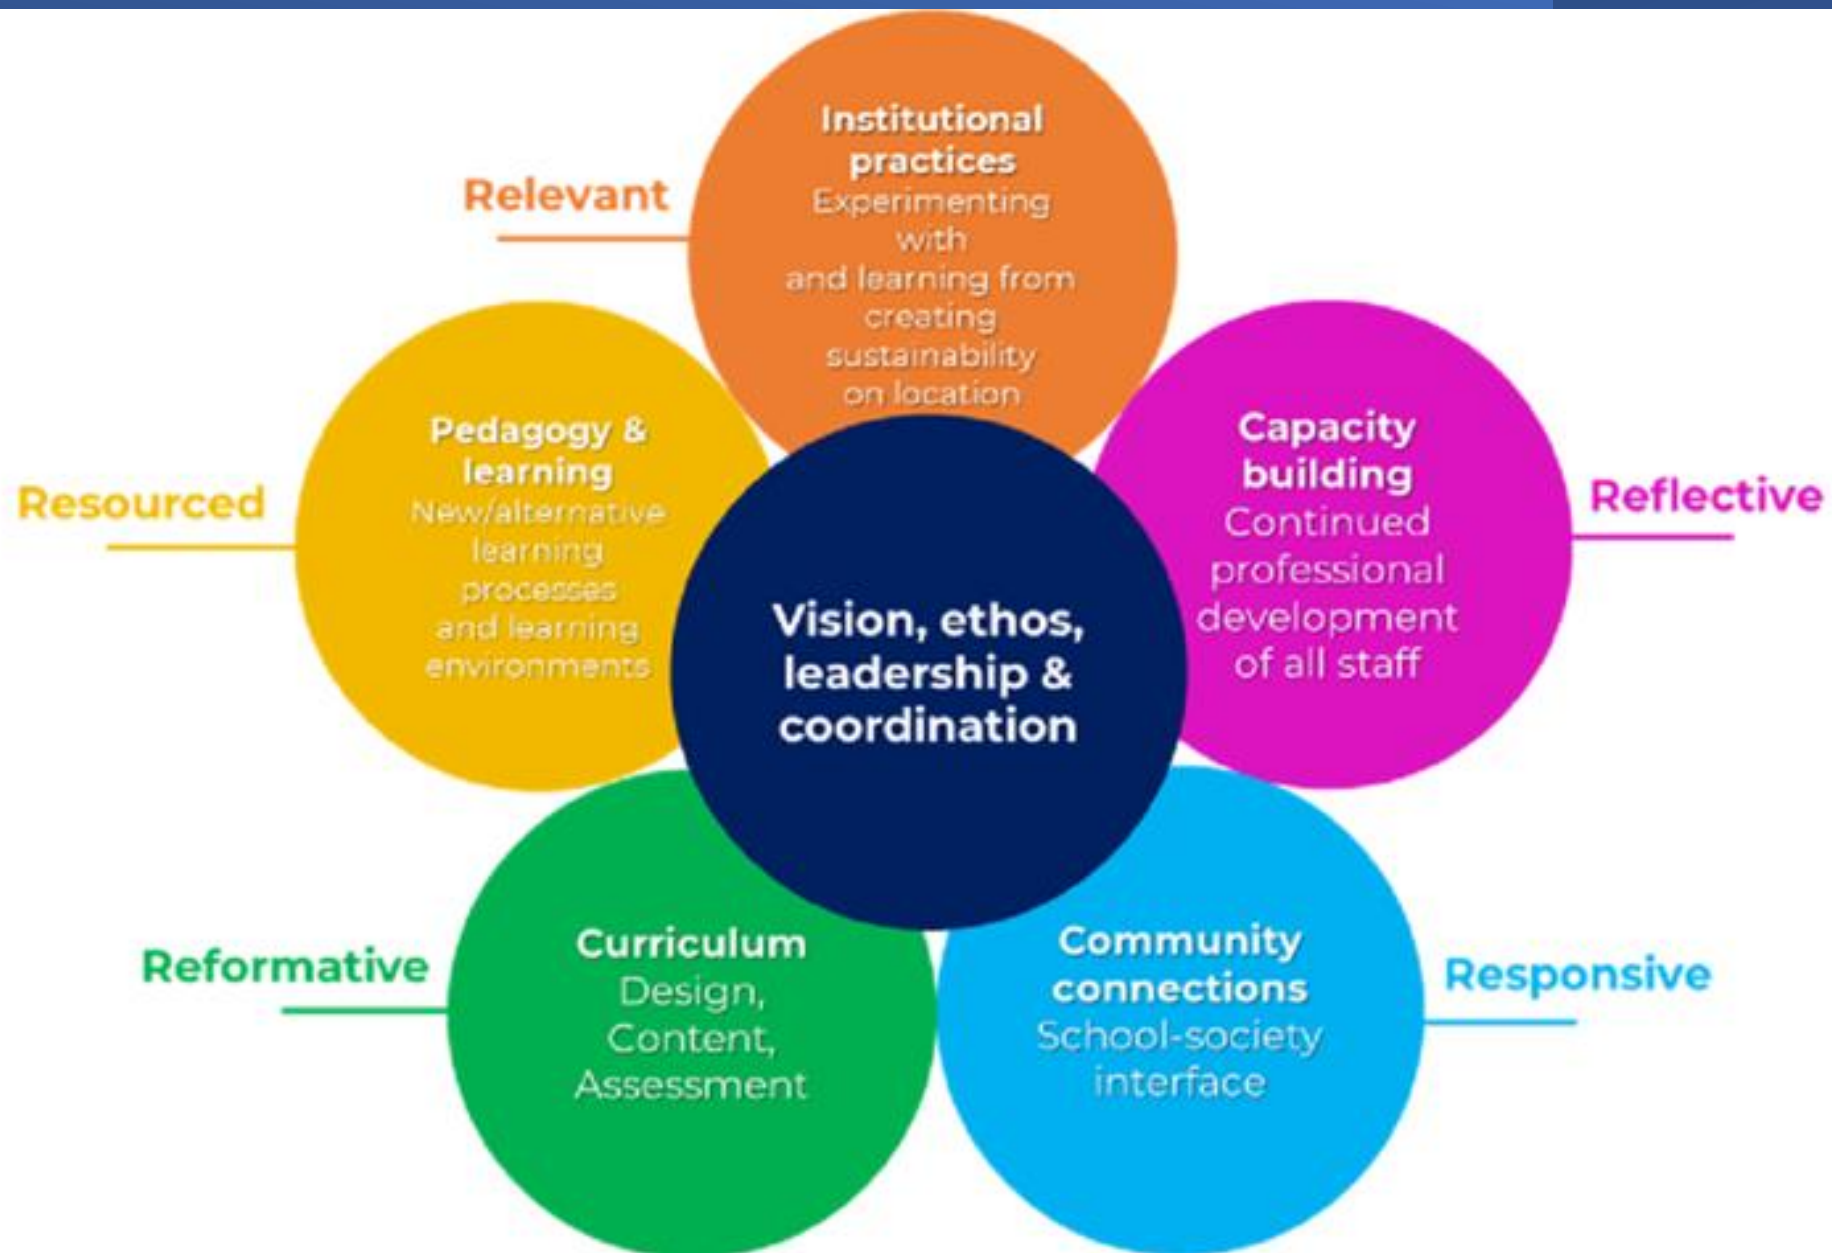 Relevant
Institutional
practices
Experimenting
with
and learning from
creating
sustainability
on location
Resourced
Pedagogy &
learning
New/alternative
learning
processes
and learning
environments
Capacity
building
Continued
professional
development
of all staff
Reflective
Vision, ethos,
leadership &
coordination
Reformative
Curriculum
Design,
Content,
Assessment
Community
connections
School-society
interface
Responsive